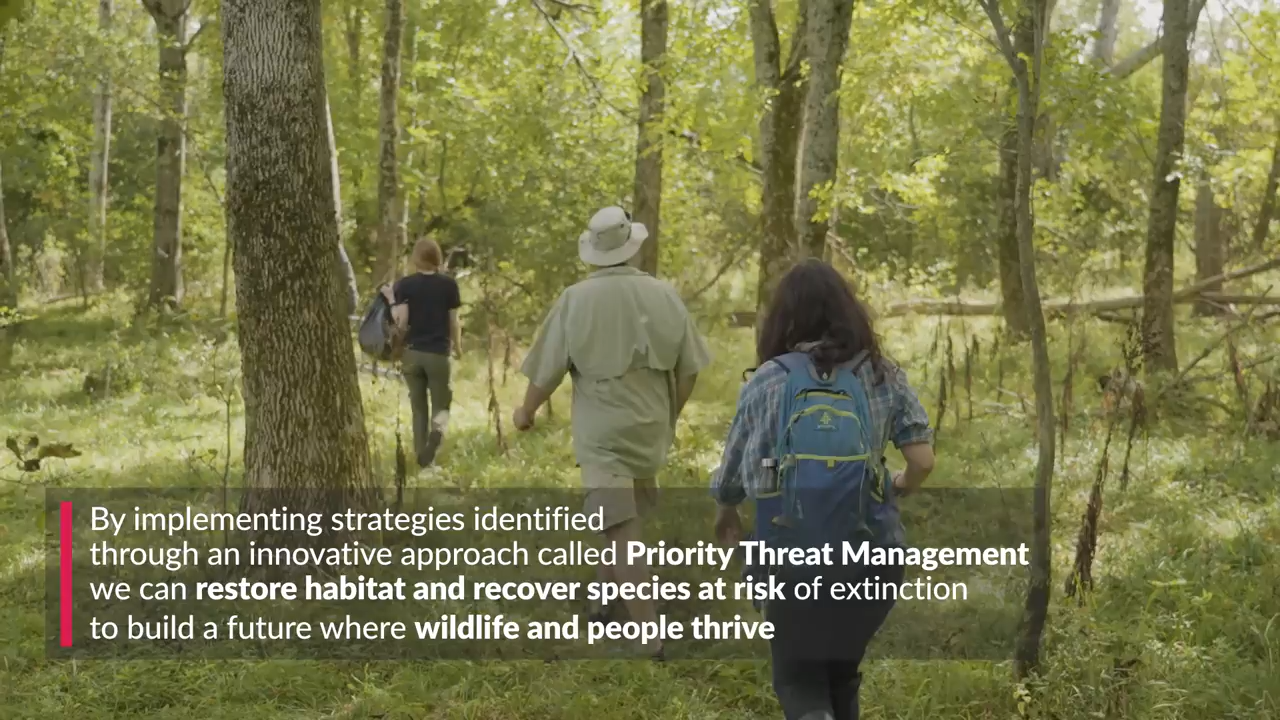 By implementing strategies identified
through an innovative approach called Priority Threat Management
we can restore habitat and recover species at risk of extinction
to build a future where wildlife and people thrive